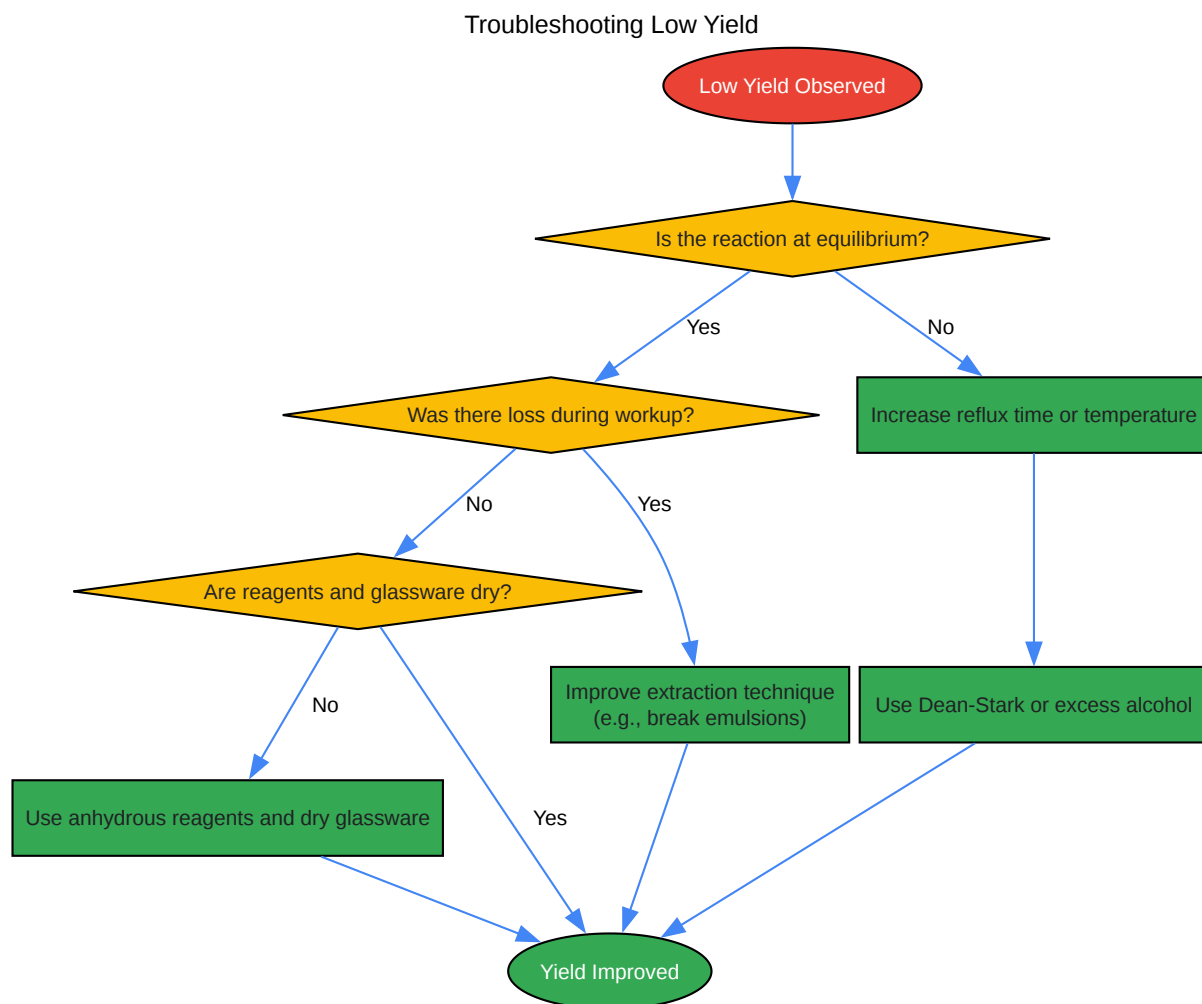 Troubleshooting Low Yield
Low Yield Observed
Is the reaction at equilibrium?
Yes
No
Was there loss during workup?
Increase reflux time or temperature
No
Yes
Are reagents and glassware dry?
Improve extraction technique
(e.g., break emulsions)
Use Dean-Stark or excess alcohol
No
Yes
Use anhydrous reagents and dry glassware
Yield Improved